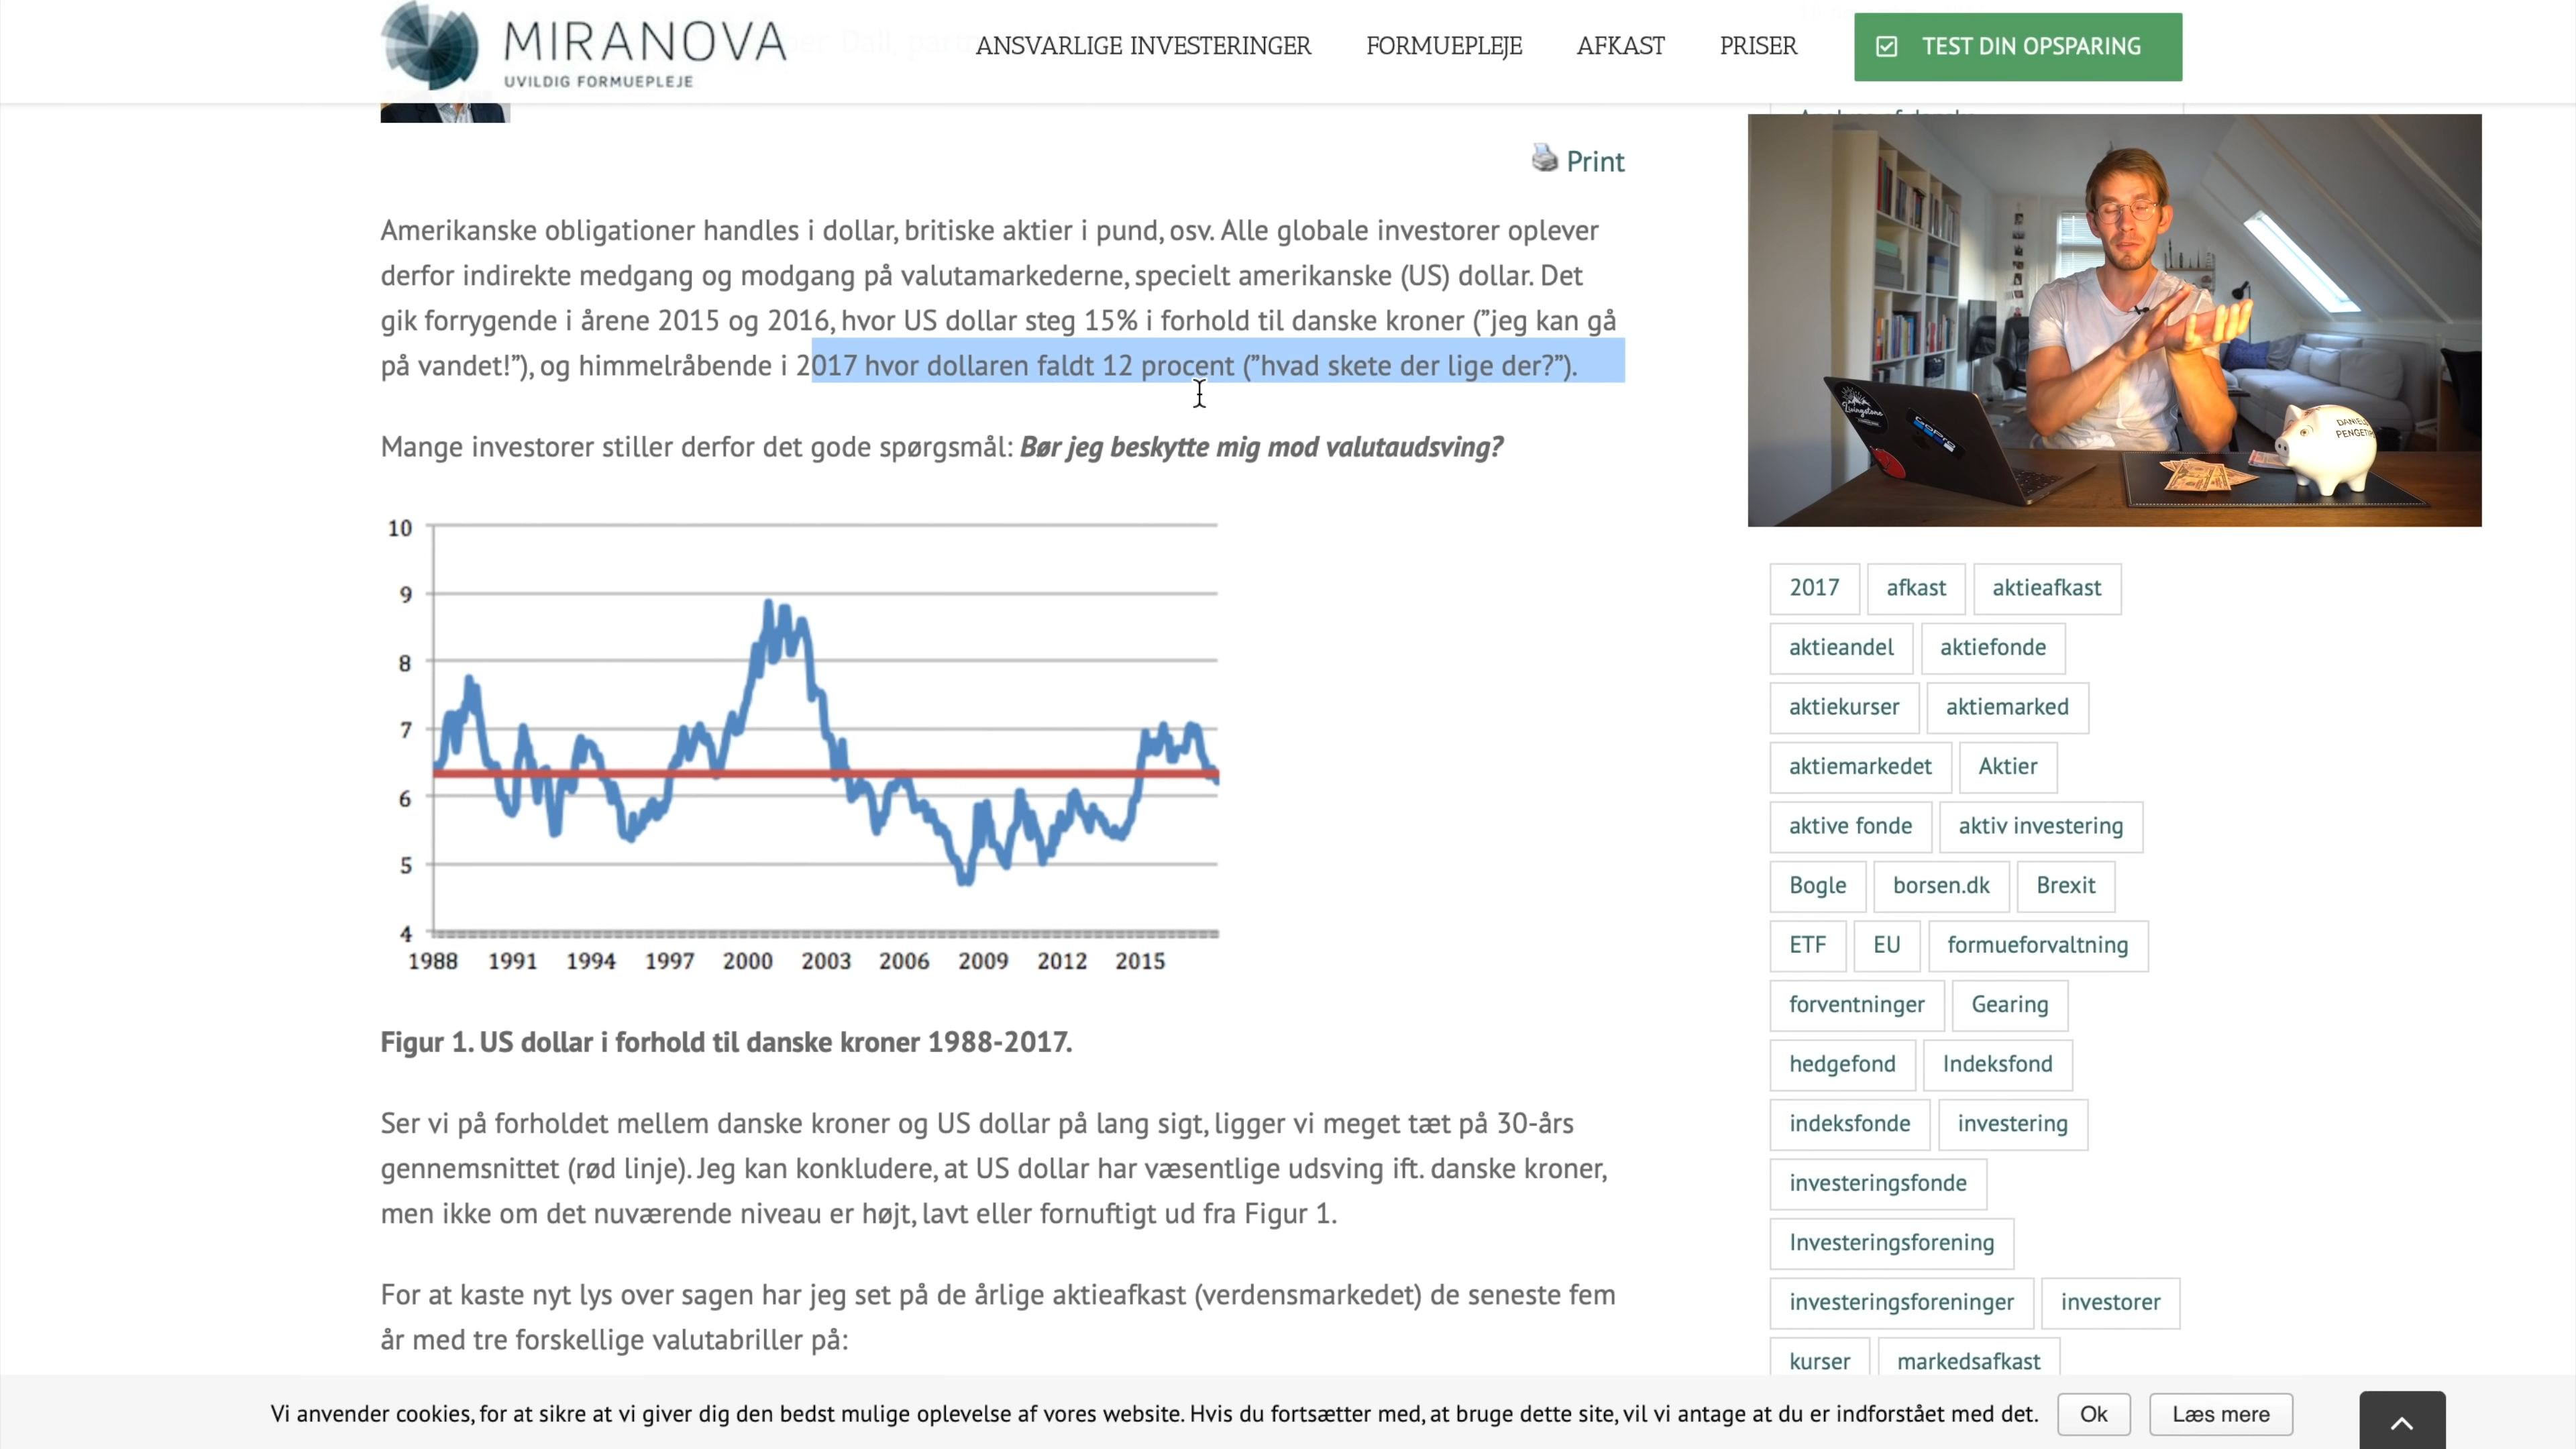 MIRANOVA
UVILDIG FORMUEPLEJE
ANSVARLIGE INVESTERINGER
FORMUEPLEJE
AFKAST
PRISER
TEST DIN OPSPARING
Print
Amerikanske obligationer handles i dollar, britiske aktier i pund, osv. Alle globale investorer oplever
derfor indirekte medgang og modgang på valutamarkederne, specielt amerikanske (US) dollar. Det
gik forrygende i årene 2015 og 2016, hvor US dollar steg 15% i forhold til danske kroner (”jeg kan gå
på vandet!”), og himmelråbende i 2017 hvor dollaren faldt 12 procent (”hvad skete der lige der?”).
Mange investorer stiller derfor det gode spørgsmål: Bør jeg beskytte mig mod valutaudsving?
10
9
8
7
6
5
4
1988 1991 1994 1997 2000 2003 2006 2009 2012 2015
Figur 1. US dollar i forhold til danske kroner 1988-2017.
Ser vi på forholdet mellem danske kroner og US dollar på lang sigt, ligger vi meget tæt på 30-års
gennemsnittet (rød linje). Jeg kan konkludere, at US dollar har væsentlige udsving ift. danske kroner,
men ikke om det nuværende niveau er højt, lavt eller fornuftigt ud fra Figur 1.
For at kaste nyt lys over sagen har jeg set på de årlige aktieafkast (verdensmarkedet) de seneste fem
år med tre forskellige valutabriller på:
Livingstone
GoPro
2017 afkast aktieafkast
aktieandel aktiefonde
aktiekurser aktiemarked
aktiemarkedet Aktier
aktive fonde aktiv investering
Bogle borsen.dk Brexit
ETF EU formueforvaltning
forventninger Gearing
hedgefond Indeksfond
indeksfonde investering
investeringsfonde
Investeringsforening
investeringsforeninger investorer
kurser markedsafkast
Vi anvender cookies, for at sikre at vi giver dig den bedst mulige oplevelse af vores website. Hvis du fortsætter med, at bruge dette site, vil vi antage at du er indforstået med det.
Ok
Læs mere